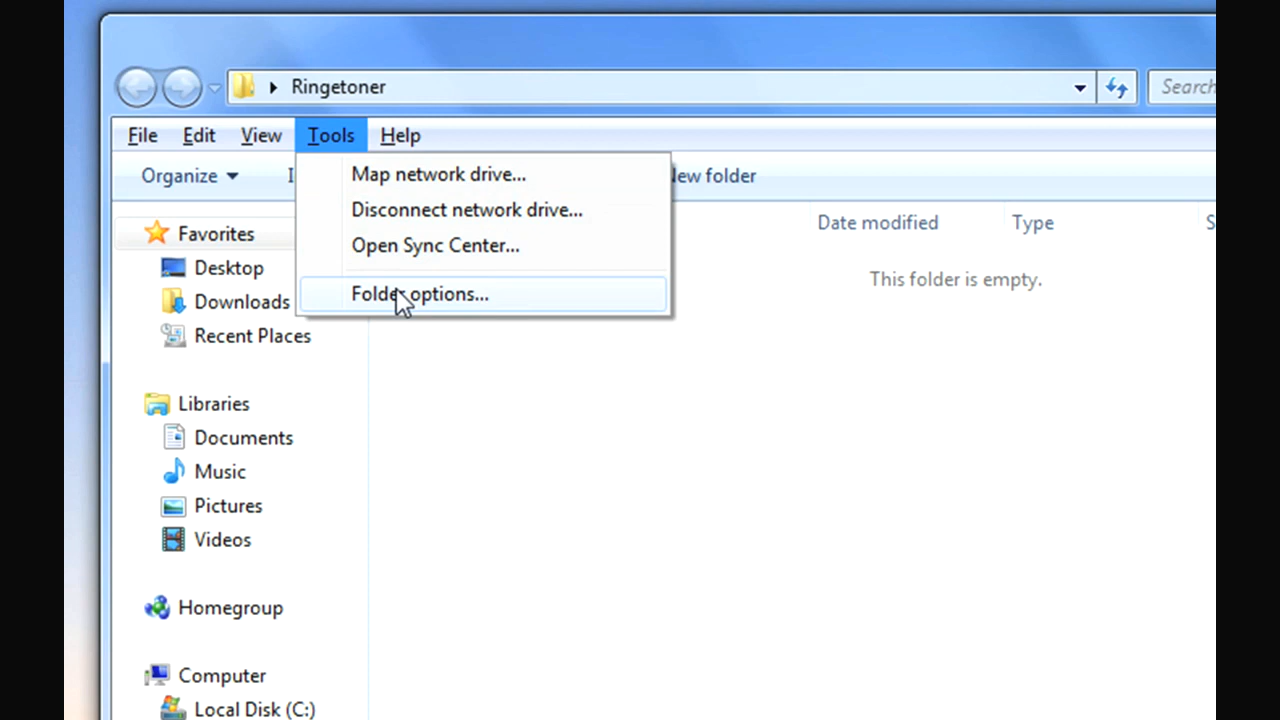 Ringetoner
Search
File Edit View Tools Help
Organize
New folder
Map network drive...
Disconnect network drive...
Open Sync Center...
Folder options...
Date modified Type S
This folder is empty.
Favorites
Desktop
Downloads
Recent Places
Libraries
Documents
Music
Pictures
Videos
Homegroup
Computer
Local Disk (C:)